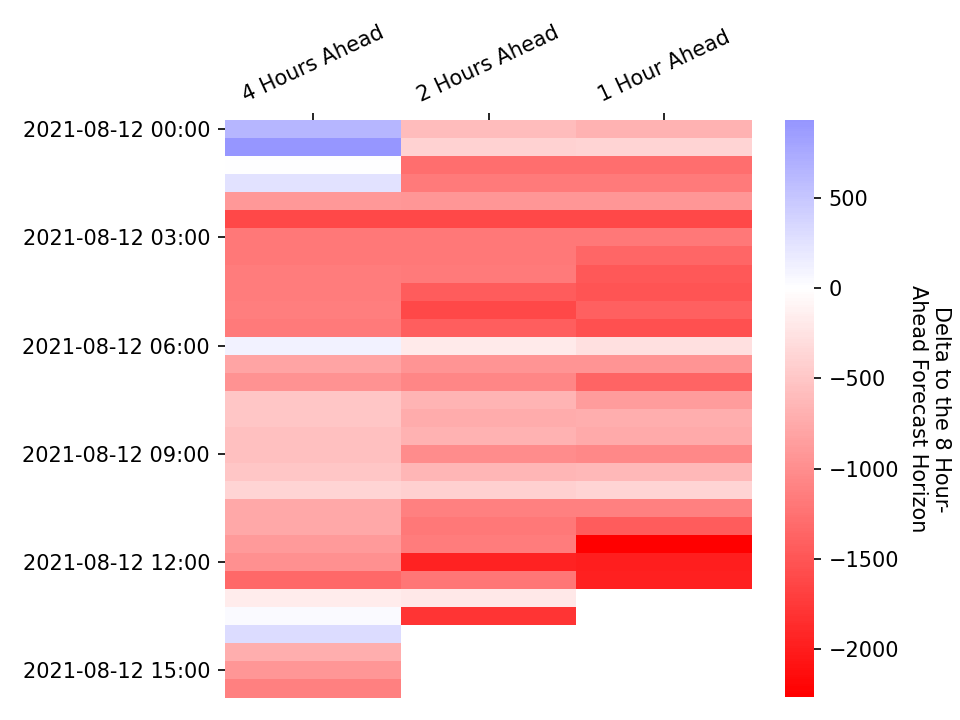 4 Hours Ahead
2 Hours Ahead
1 Hour Ahead
2021-08-12 00:00
2021-08-12 03:00
2021-08-12 06:00
2021-08-12 09:00
2021-08-12 12:00
2021-08-12 15:00
500
0
−500
−1000
−1500
−2000
Delta to the 8 Hour-
Ahead Forecast Horizon